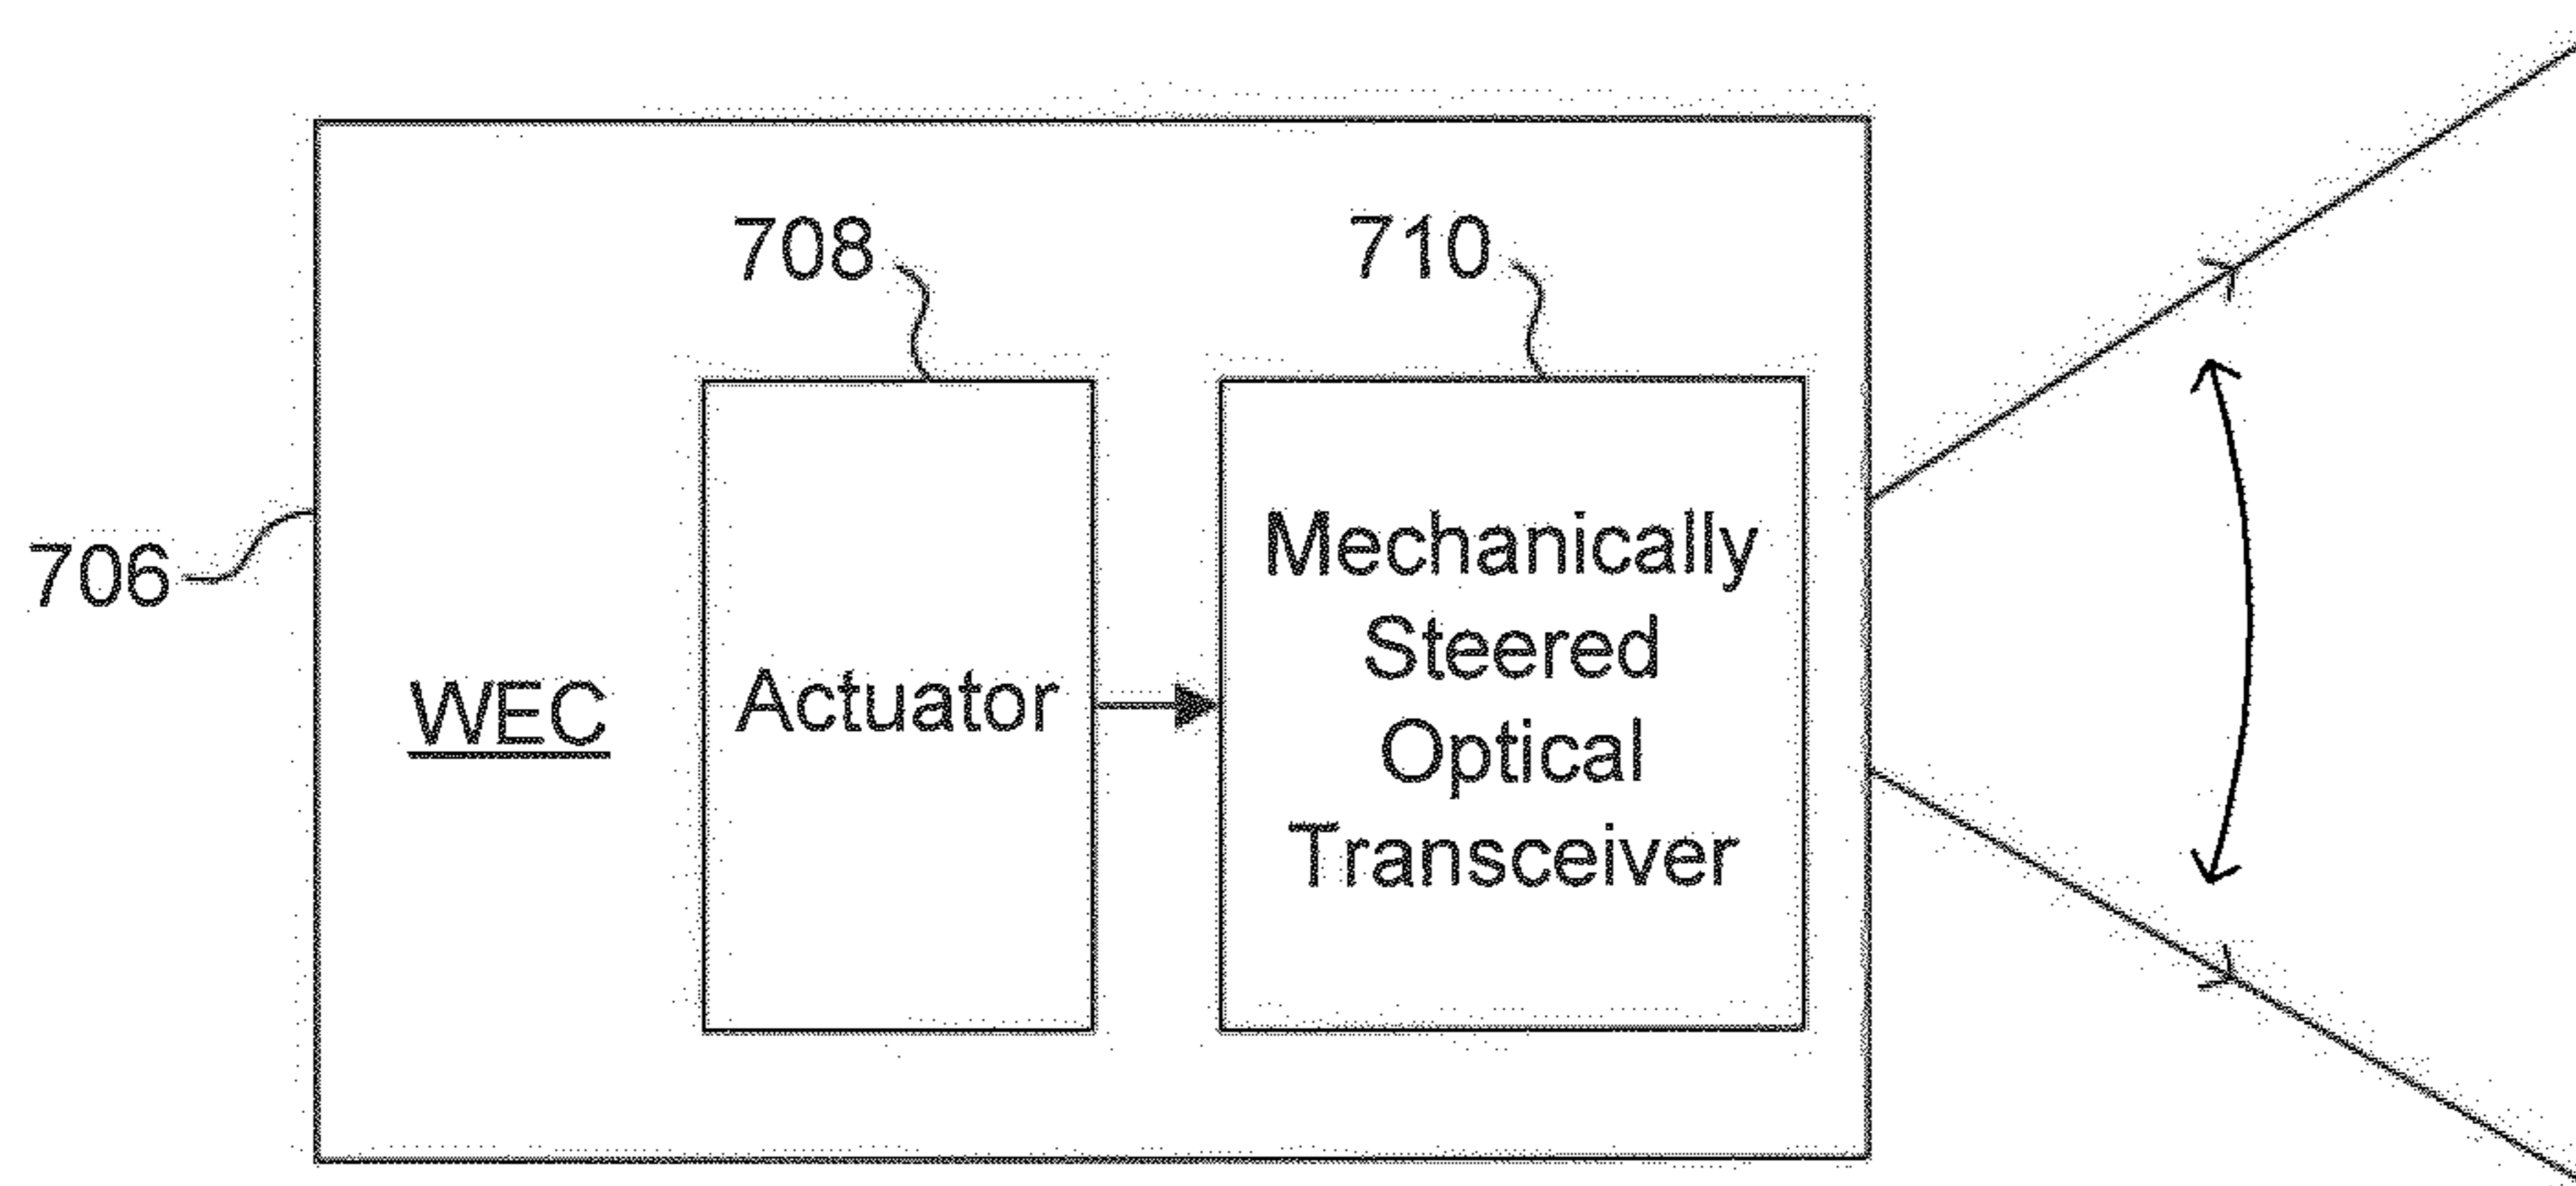 708
710
706
WEC
Actuator
Mechanically
Steered
Optical
Transceiver